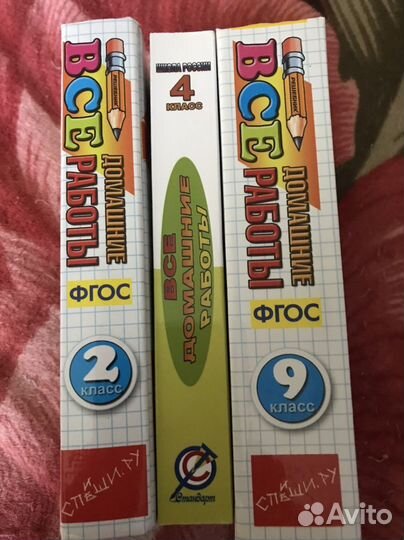 ВСЕ
ДОМАШНИЕ
РАБОТЫ
ФГОС
2
класс
СПИШИ.РУ
ШКОЛА РОССИИ
4
КЛАСС
ВСЕ
ДОМАШНИЕ
РАБОТЫ
Стандарт
ВСЕ
ДОМАШНИЕ
РАБОТЫ
ФГОС
9
класс
СПИШИ.РУ
Avito